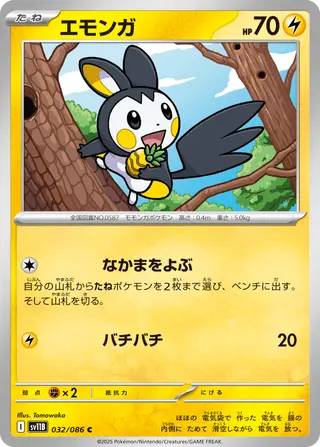 たね エモンガ HP70
全国図鑑NO.0587 モモンガポケモン 高さ：0.4m 重さ：5.0kg
なかまをよぶ
自分の山札からたねポケモンを2枚まで選び、ベンチに出す。
そして山札を切る。
バチバチ 20
弱点 ×2 抵抗力 にげる
Illus. Tomowaka
I sv11B 032/086 C
ほほの 電気袋で 作った 電気を
内側に ためて 滑空しながら 電気を まき散らす。
©2025 Pokémon/Nintendo/Creatures/GAME FREAK.